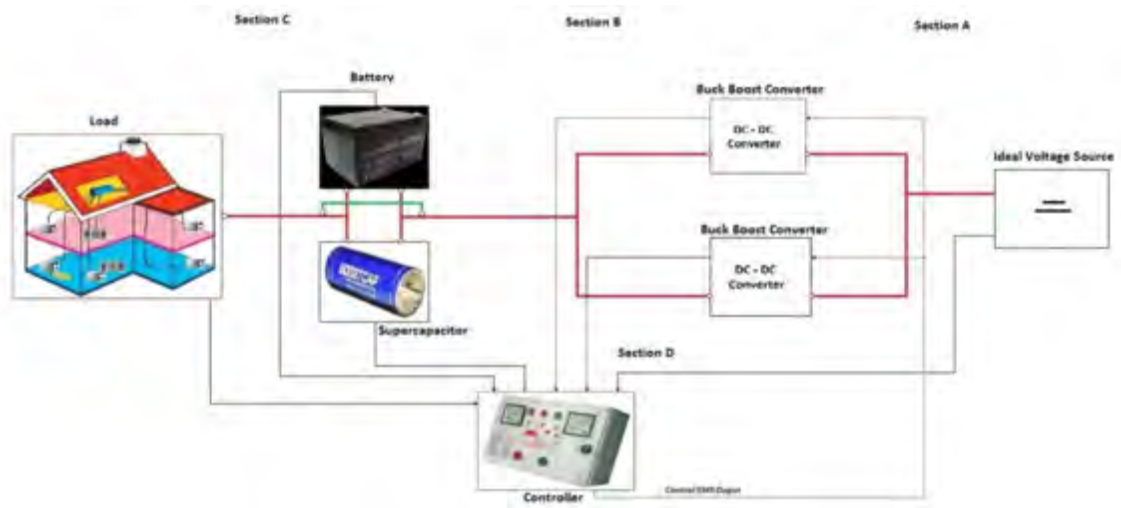 Section C
Section B
Section A
Battery
Buck Boost Converter
Load
DC - DC
Converter
Ideal Voltage Source
Buck Boost Converter
DC - DC
Converter
Supercapacitor
Section D
Controller